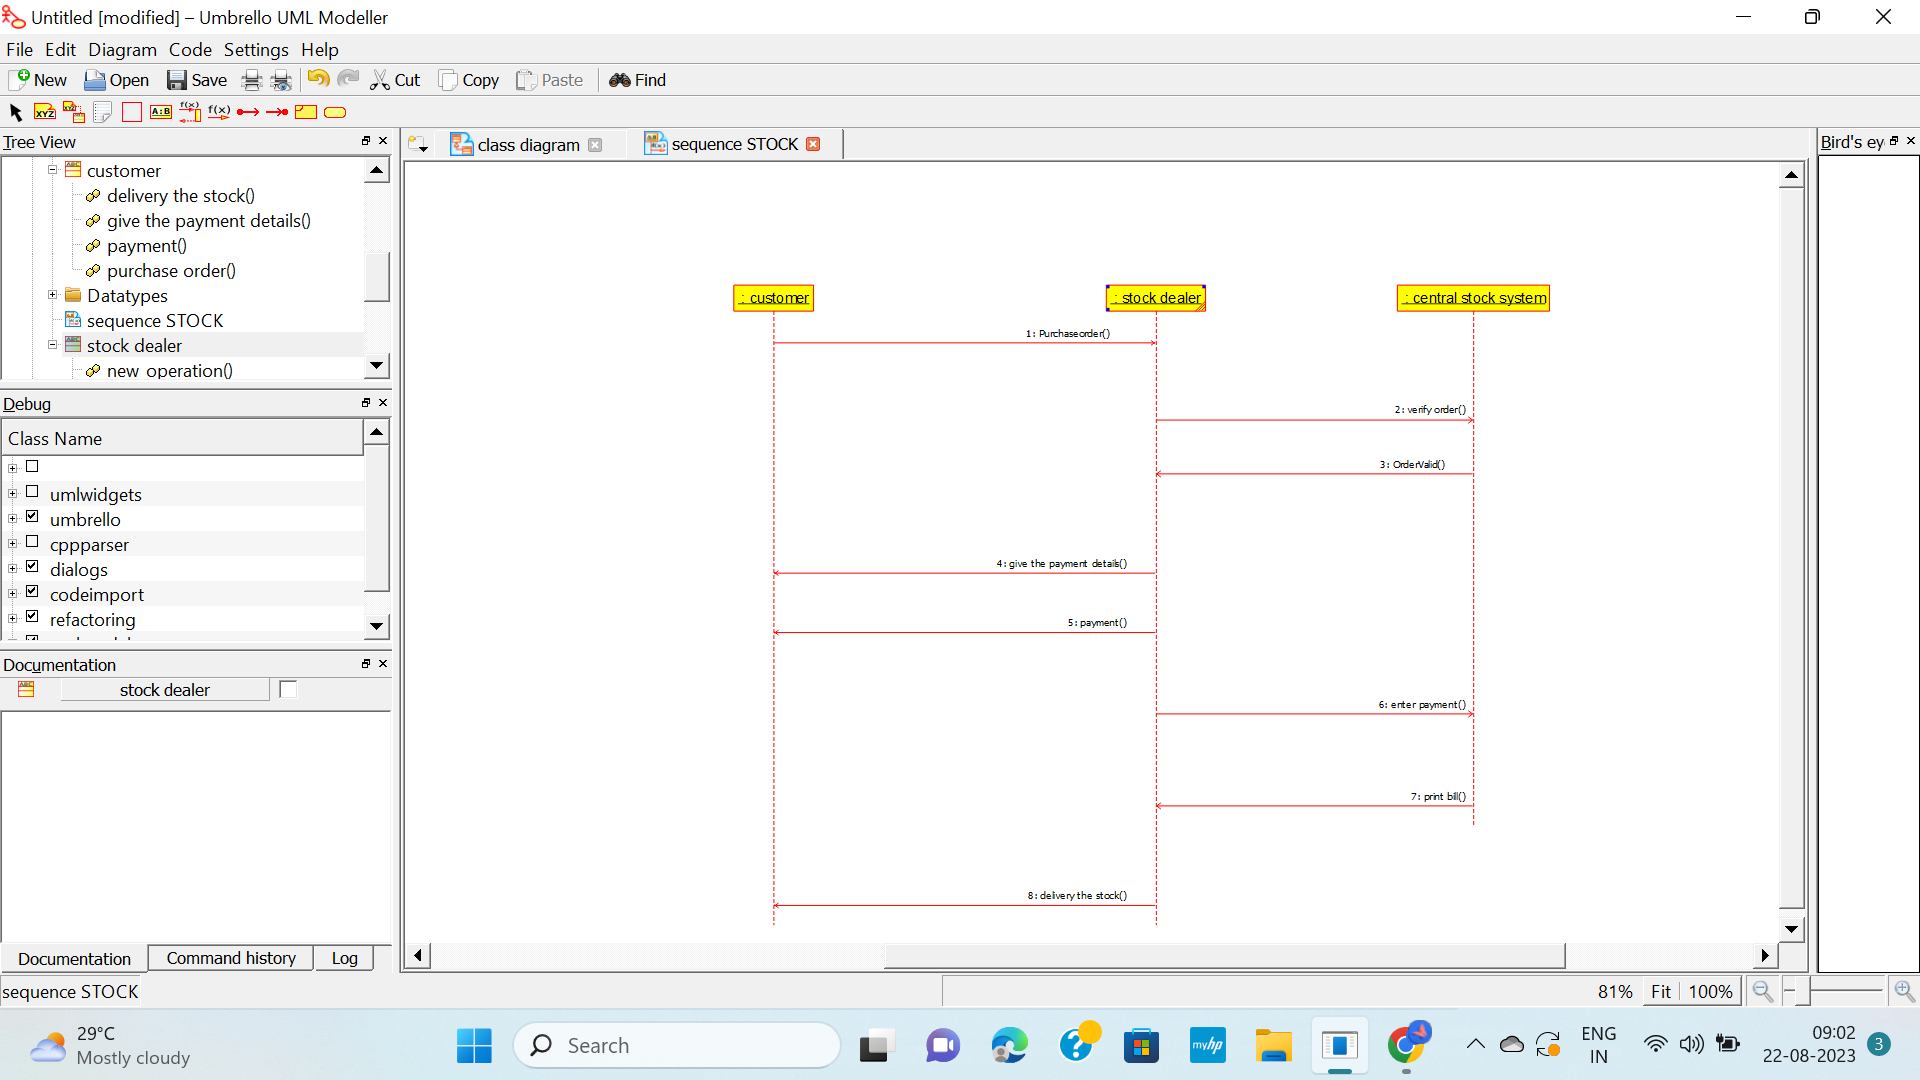 Untitled [modified] – Umbrello UML Modeller
File Edit Diagram Code Settings Help
New Open Save Cut Copy Paste Find
XYZ XYZ A:B f(x) f(x)
Tree View
customer
delivery the stock()
give the payment details()
payment()
purchase order()
Datatypes
sequence STOCK
stock dealer
new operation()
Debug
Class Name
umlwidgets
umbrello
cppparser
dialogs
codeimport
refactoring
Documentation
stock dealer
Documentation Command history Log
class diagram
sequence STOCK
Bird's ey
: customer
: stock dealer
: central stock system
1: Purchaseorder()
2: verify order()
3: OrderValid()
4: give the payment details()
5: payment()
6: enter payment()
7: print bill()
8: delivery the stock()
sequence STOCK
81% Fit 100%
29°C
Mostly cloudy
Search
myhp
ENG
IN
09:02
22-08-2023
3